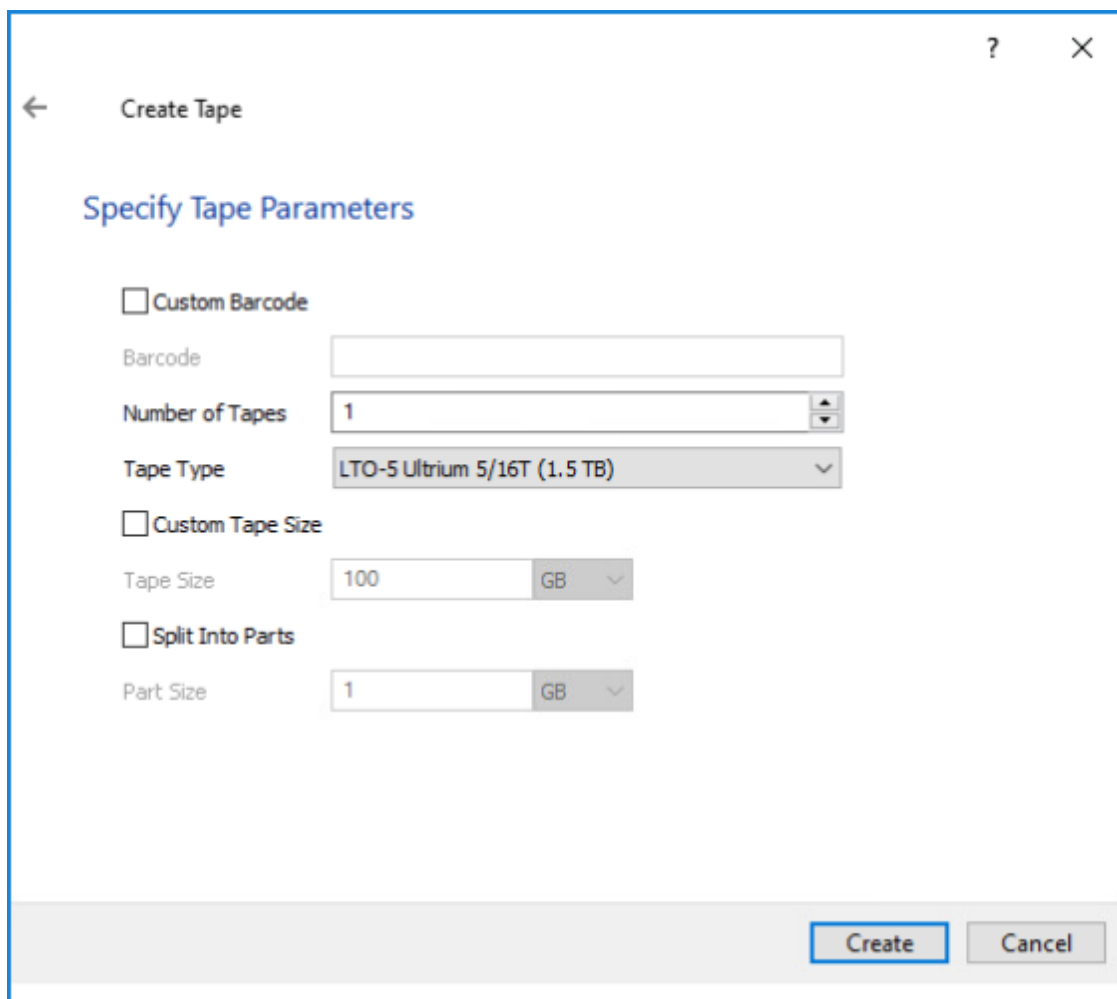 ?
Create Tape
Specify Tape Parameters
Custom Barcode
Barcode
Number of Tapes 1
Tape Type LTO-5 Ultrium 5/16T (1.5 TB)
Custom Tape Size
Tape Size 100 GB
Split Into Parts
Part Size 1 GB
Create Cancel